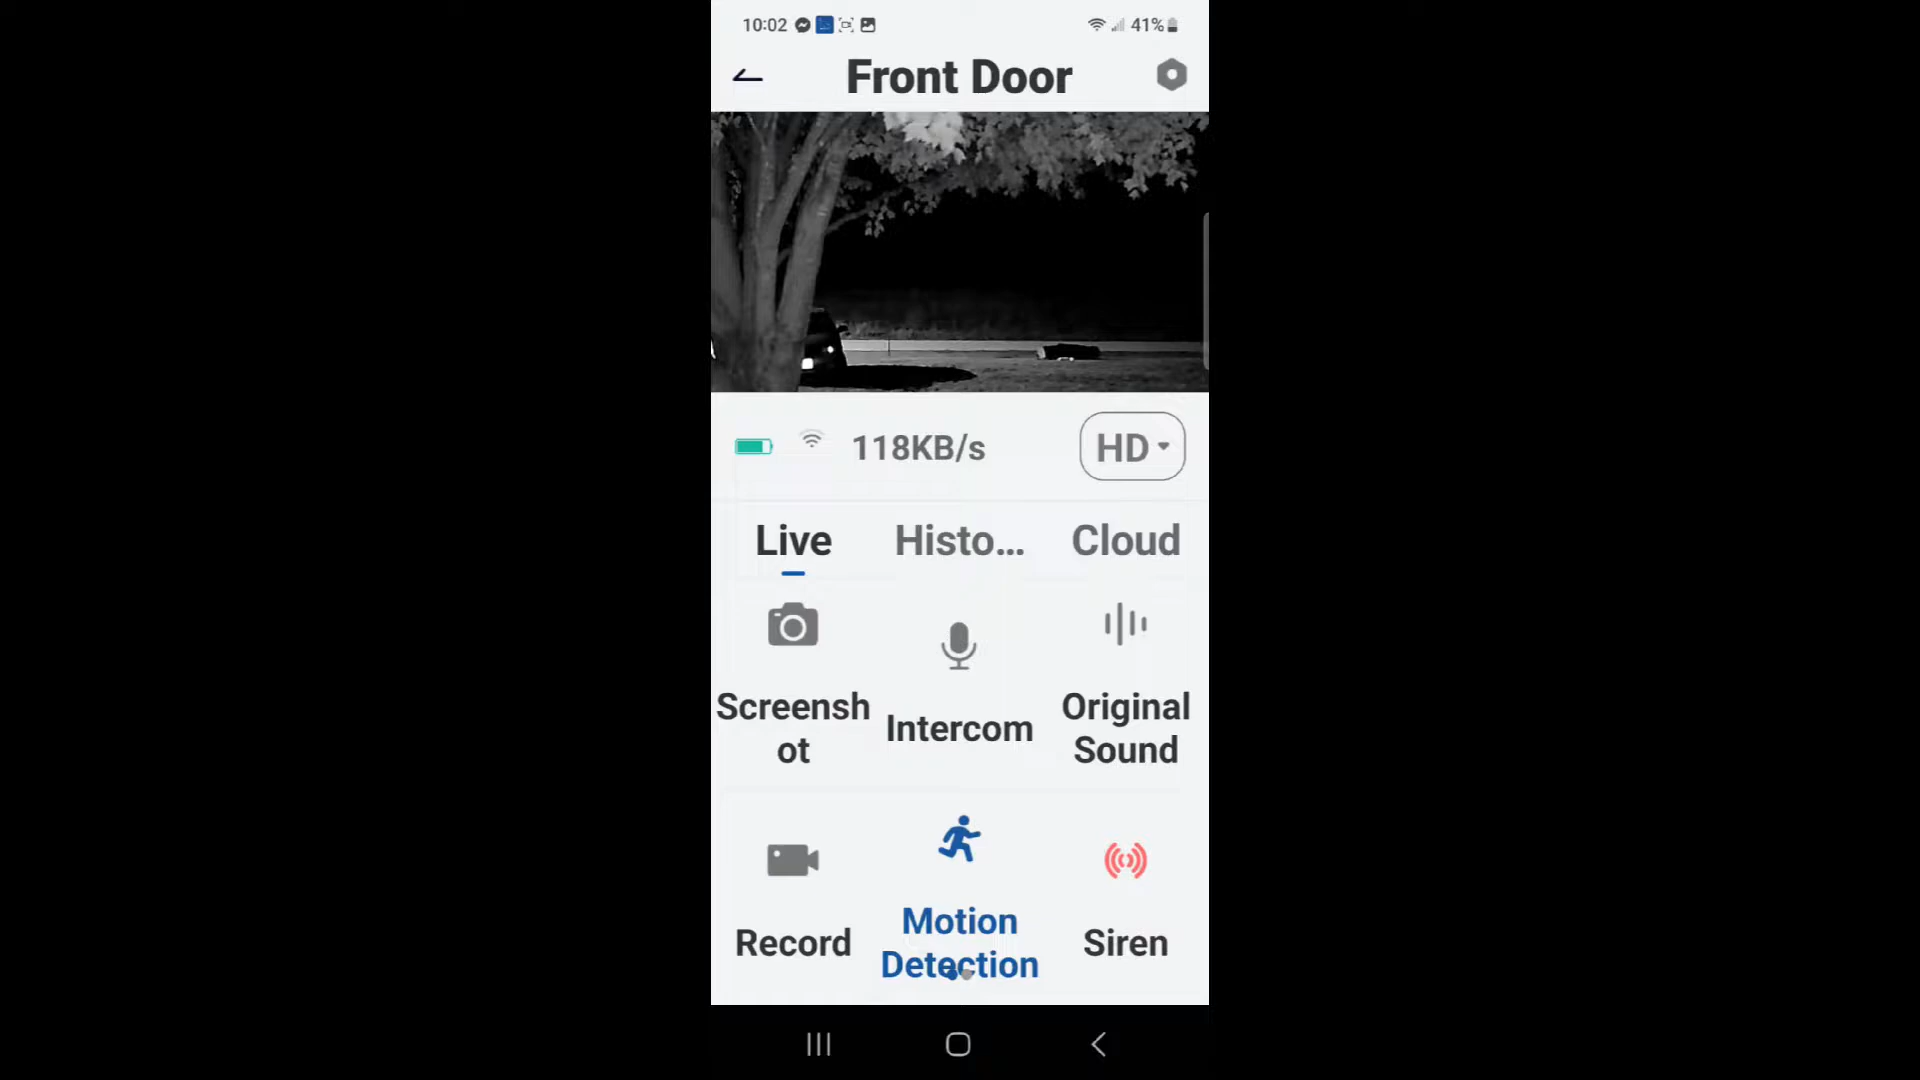 10:02
41%
Front Door
118KB/s
HD
Live
Histo...
Cloud
Screensh
ot
Intercom
Original
Sound
Record
Motion
Detection
Siren